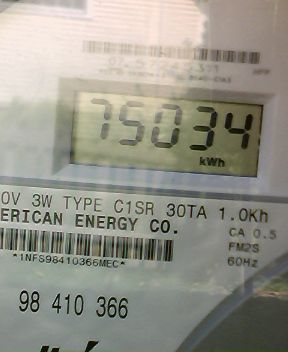 75034
kWh
0V 3W TYPE C1SR 30TA 1.0Kh
ERICAN ENERGY CO.
CA 0.5
FM2S
*1NFS98410366MEC*
60Hz
98 410 366